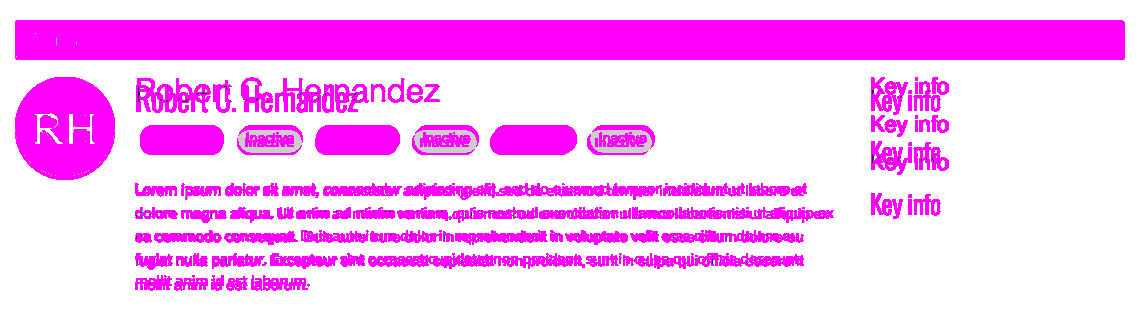 Robert C. Hernandez
Robert C. Hernandez
RH
Inactive
Inactive
Inactive
Key info
Key info
Key info
Key info
Key info
Key info
Lorem ipsum dolor sit amet, consectetur adipiscing elit, sed do eiusmod tempor incididunt ut labore et
dolore magna aliqua. Ut enim ad minim veniam, quis nostrud exercitation ullamco laboris nisi ut aliquip ex
ea commodo consequat. Duis aute irure dolor in reprehenderit in voluptate velit esse cillum dolore eu
fugiat nulla pariatur. Excepteur sint occaecat cupidatat non proident, sunt in culpa qui officia deserunt
mollit anim id est laborum.